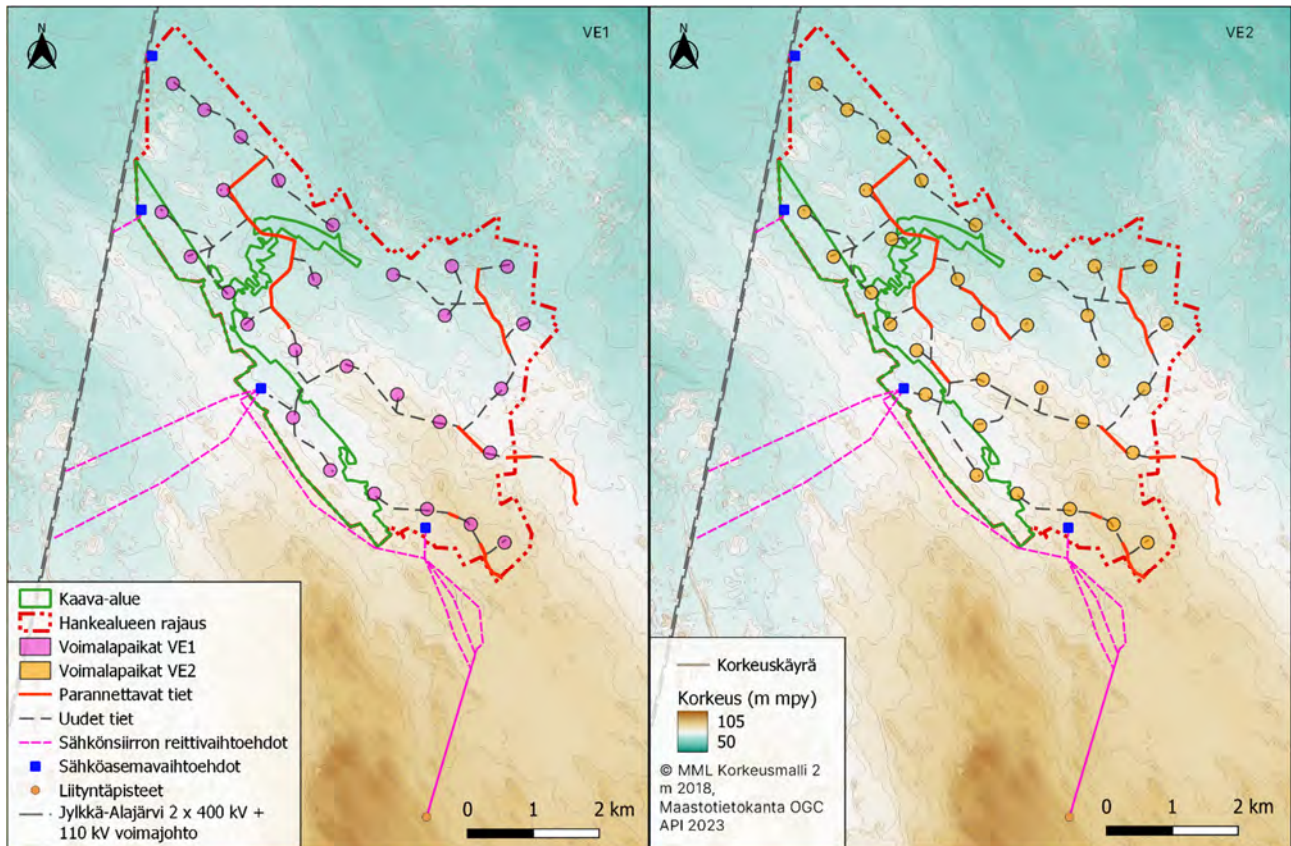 N
VE1
Kaava-alue
Hankealueen rajaus
Voimalapaikat VE1
Voimalapaikat VE2
Parannettavat tiet
Uudet tiet
Sähkönsiirron reittivaihtoehdot
Sähköasemavaihtoehdot
Liityntäpisteet
Jylkkä-Alajärvi 2 x 400 kV +
110 kV voimajohto
0 1 2 km
N
VE2
Korkeuskäyrä
Korkeus (m mpy)
105
50
© MML Korkeusmalli 2
m 2018,
Maastotietokanta OGC
API 2023
0 1 2 km